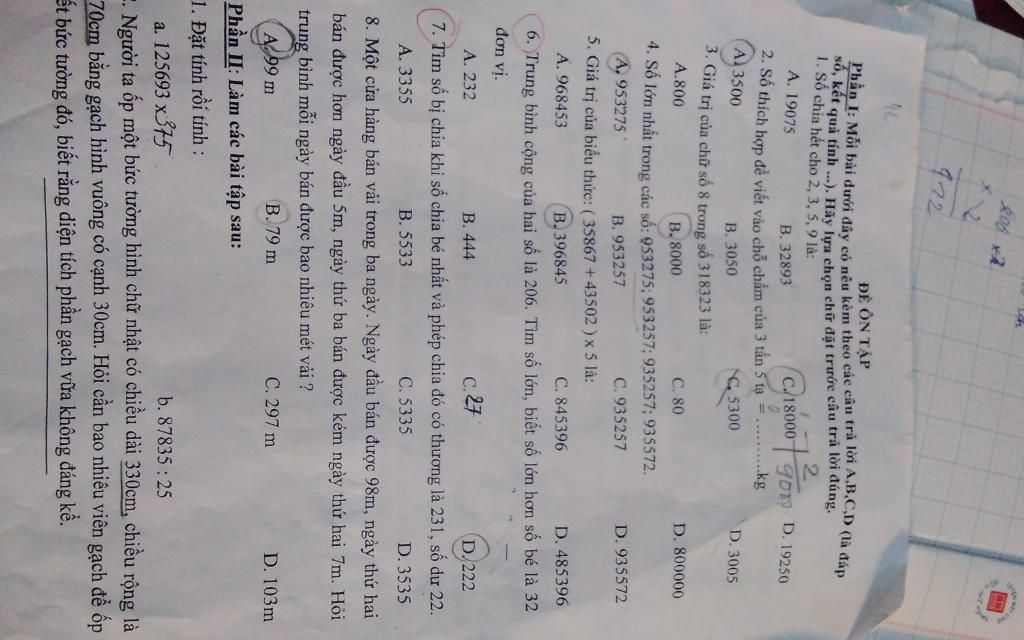 ĐỀ ÔN TẬP
Phần I: Mỗi bài dưới đây có nêu kèm theo các câu trả lời A,B,C,D (là đáp
số, kết quả tính ...). Hãy lựa chọn chữ đặt trước câu trả lời đúng.
1. Số chia hết cho 2, 3, 5, 9 là:
A. 19075 B. 32893 C. 18000 D. 19250
2. Số thích hợp để viết vào chỗ chấm của 3 tấn 5 tạ = ..........kg
A. 3500 B. 3050 C. 5300 D. 3005
3. Giá trị của chữ số 8 trong số 318323 là:
A.800 B. 8000 C. 80 D. 800000
4. Số lớn nhất trong các số: 953275; 953257; 935257; 935572.
A. 953275 B. 953257 C. 935257 D. 935572
5. Giá trị của biểu thức: ( 35867 + 43502 ) x 5 là:
A. 968453 B. 396845 C. 845396 D. 485396
6. Trung bình cộng của hai số là 206. Tìm số lớn, biết số lớn hơn số bé là 32
đơn vị.
A. 232 B. 444 C. 27 D. 222
7. Tìm số bị chia khi số chia bé nhất và phép chia đó có thương là 231, số dư 22.
A. 3355 B. 5533 C. 5335 D. 3535
8. Một cửa hàng bán vải trong ba ngày. Ngày đầu bán được 98m, ngày thứ hai
bán được hơn ngày đầu 5m, ngày thứ ba bán được kém ngày thứ hai 7m. Hỏi
trung bình mỗi ngày bán được bao nhiêu mét vải ?
A. 99 m B. 79 m C. 297 m D. 103m
Phần II: Làm các bài tập sau:
1. Đặt tính rồi tính :
a. 125693 x 375 b. 87835 : 25
. Người ta ốp một bức tường hình chữ nhật có chiều dài 330cm, chiều rộng là
70cm bằng gạch hình vuông có cạnh 30cm. Hỏi cần bao nhiêu viên gạch để ốp
ết bức tường đó, biết rằng diện tích phần gạch vữa không đáng kể.